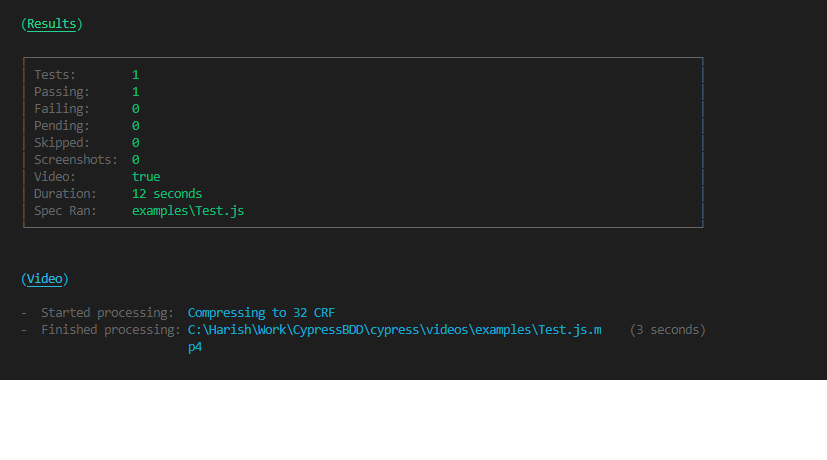 (Results)
Tests: 1
Passing: 1
Failing: 0
Pending: 0
Skipped: 0
Screenshots: 0
Video: true
Duration: 12 seconds
Spec Ran: examples\Test.js
(Video)
- Started processing: Compressing to 32 CRF
- Finished processing: C:\Harish\Work\CypressBDD\cypress\videos\examples\Test.js.m (3 seconds)
p4